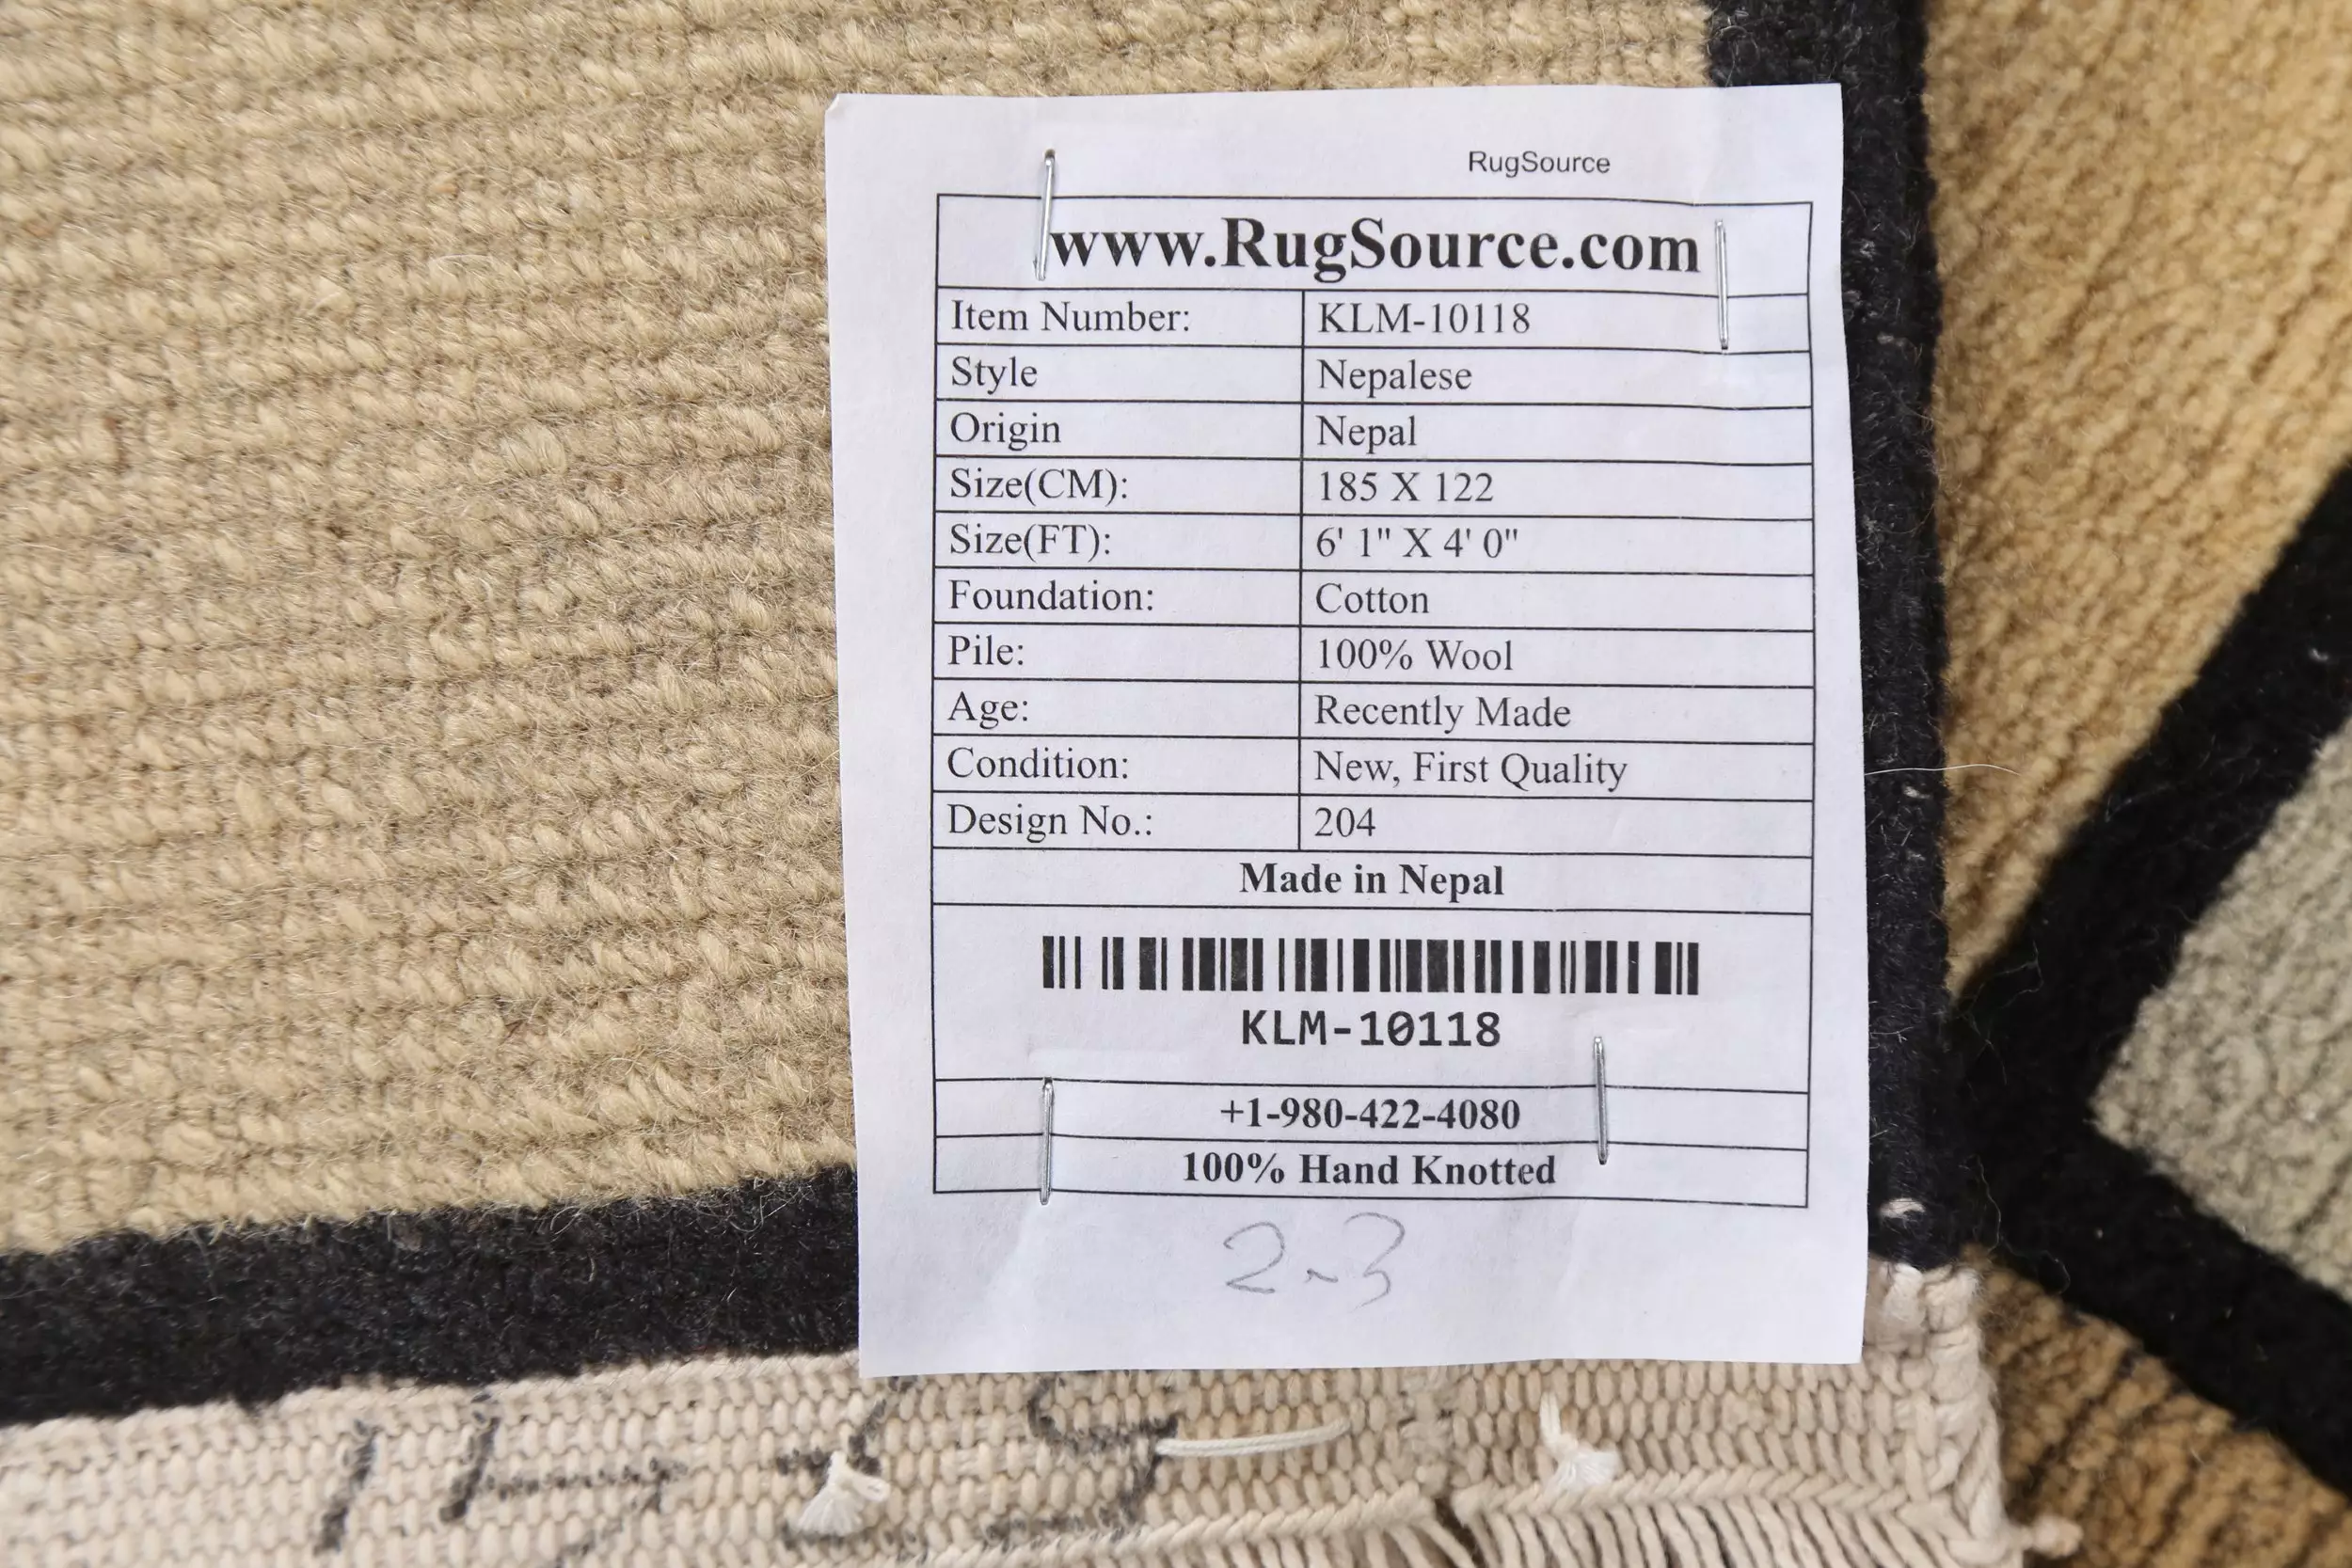 RugSource
www.RugSource.com
Item Number: KLM-10118
Style Nepalese
Origin Nepal
Size(CM): 185 X 122
Size(FT): 6' 1" X 4' 0"
Foundation: Cotton
Pile: 100% Wool
Age: Recently Made
Condition: New, First Quality
Design No.: 204
Made in Nepal
KLM-10118
+1-980-422-4080
100% Hand Knotted
2-3